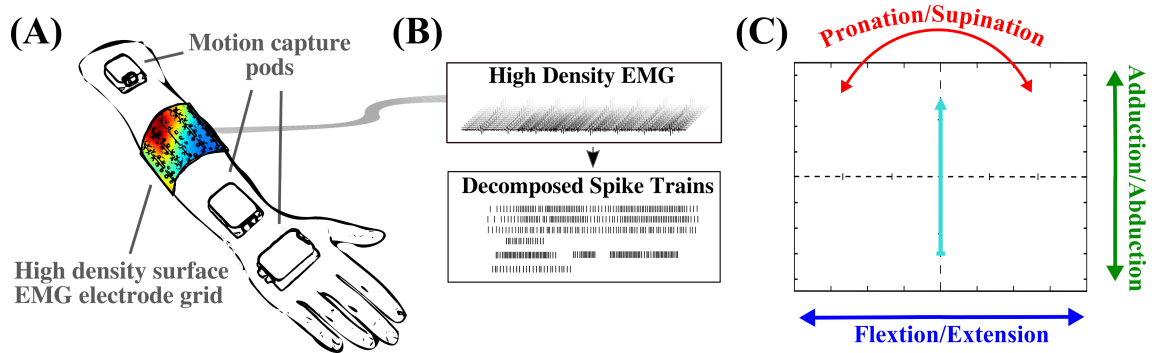 (A)
Motion capture
pods
High density surface
EMG electrode grid
(B)
High Density EMG
Decomposed Spike Trains
(C)
Pronation/Supination
Adduction/Abduction
Flextion/Extension